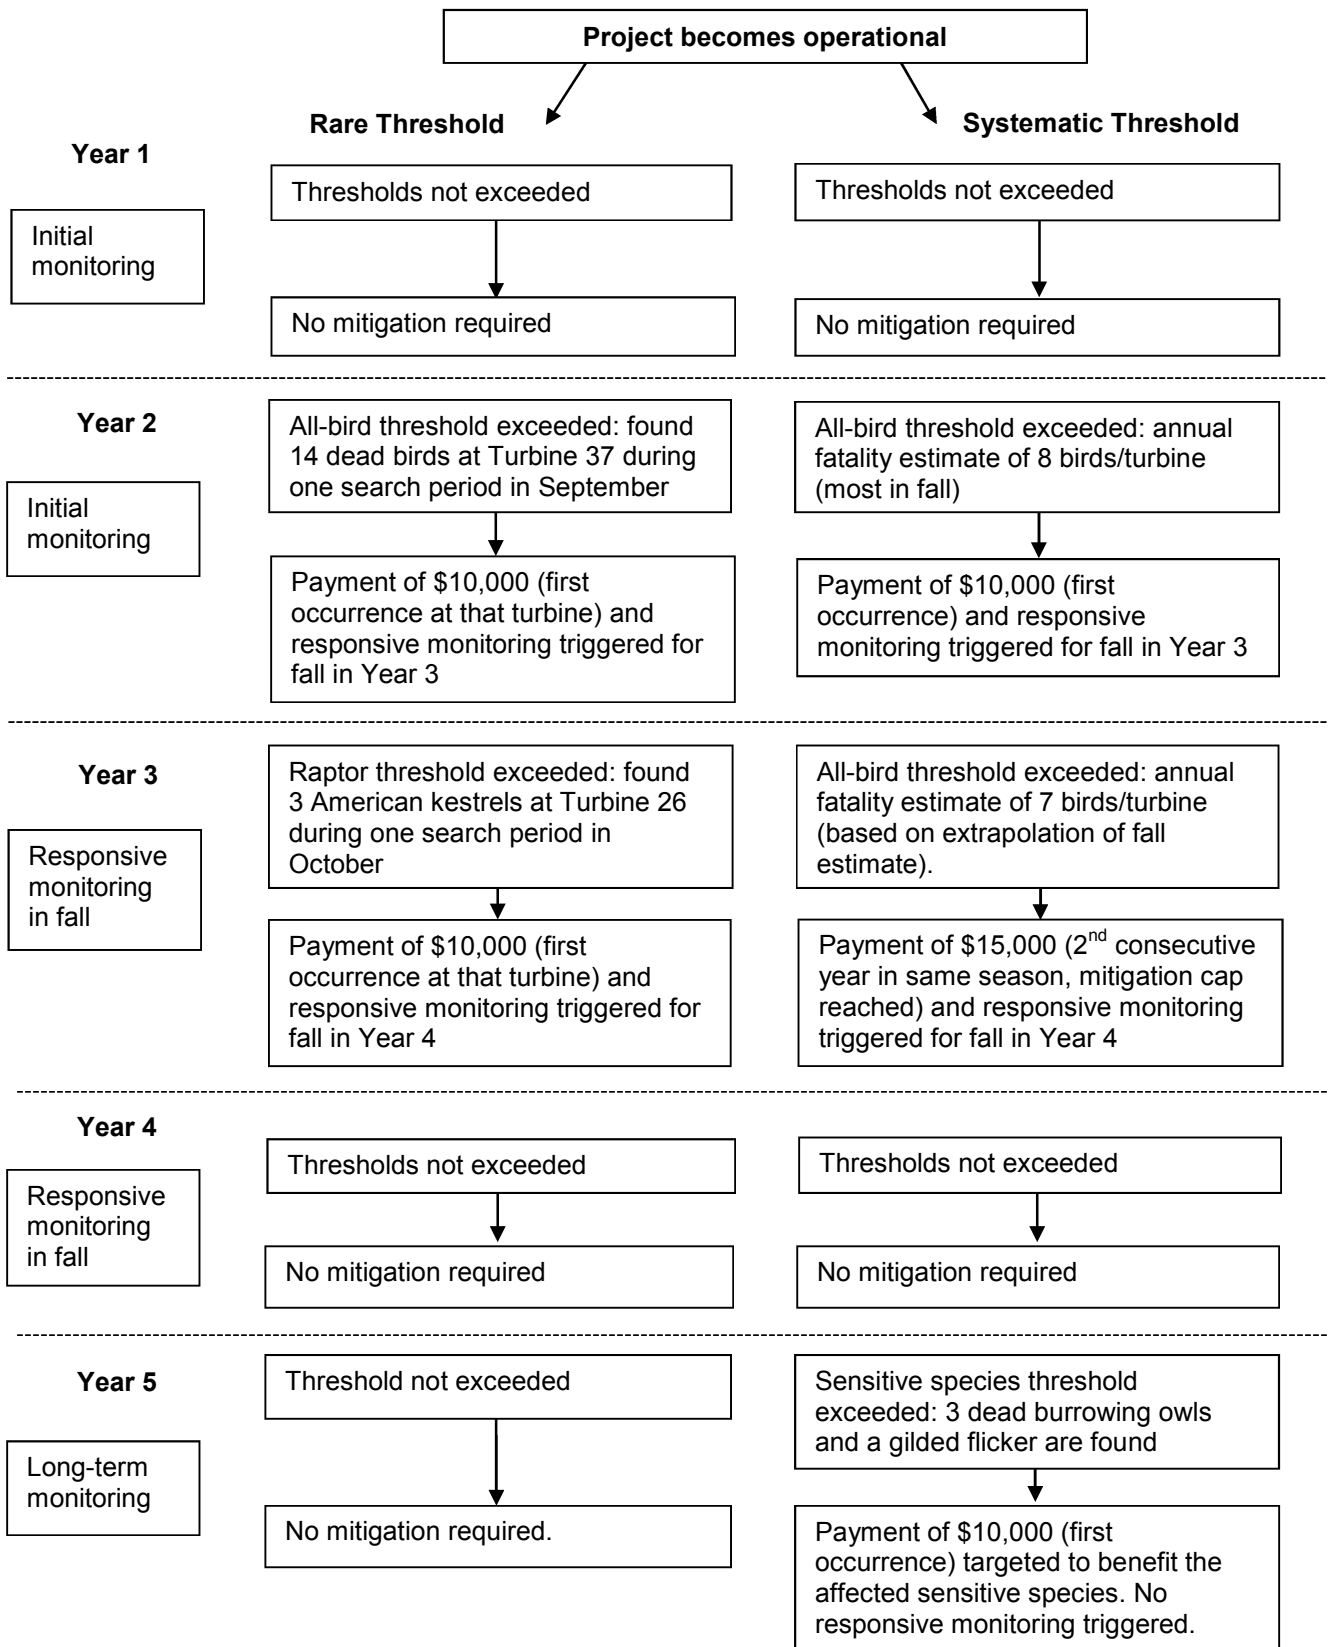 Project becomes operational
Rare Threshold
Systematic Threshold
Year 1
Initial
monitoring
Thresholds not exceeded
No mitigation required
Thresholds not exceeded
No mitigation required
Year 2
Initial
monitoring
All-bird threshold exceeded: found
14 dead birds at Turbine 37 during
one search period in September
Payment of $10,000 (first
occurrence at that turbine) and
responsive monitoring triggered for
fall in Year 3
All-bird threshold exceeded: annual
fatality estimate of 8 birds/turbine
(most in fall)
Payment of $10,000 (first
occurrence) and responsive
monitoring triggered for fall in Year 3
Year 3
Responsive
monitoring
in fall
Raptor threshold exceeded: found
3 American kestrels at Turbine 26
during one search period in
October
Payment of $10,000 (first
occurrence at that turbine) and
responsive monitoring triggered for
fall in Year 4
All-bird threshold exceeded: annual
fatality estimate of 7 birds/turbine
(based on extrapolation of fall
estimate).
Payment of $15,000 (2nd consecutive
year in same season, mitigation cap
reached) and responsive monitoring
triggered for fall in Year 4
Year 4
Responsive
monitoring
in fall
Thresholds not exceeded
No mitigation required
Thresholds not exceeded
No mitigation required
Year 5
Long-term
monitoring
Threshold not exceeded
No mitigation required.
Sensitive species threshold
exceeded: 3 dead burrowing owls
and a gilded flicker are found
Payment of $10,000 (first
occurrence) targeted to benefit the
affected sensitive species. No
responsive monitoring triggered.